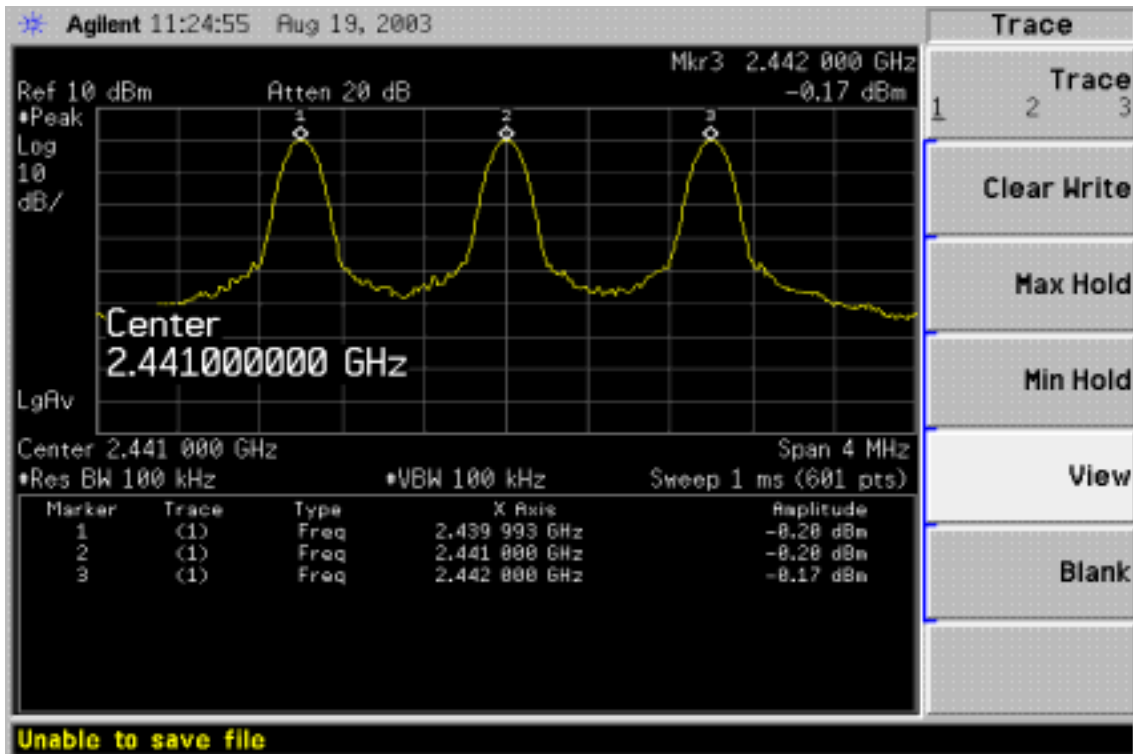 Agilent 11:24:55 Aug 19, 2003
Trace
Mkr3 2.442 000 GHz
Ref 10 dBm Atten 20 dB -0.17 dBm
Peak
Log
10
dB/
1 2 3
Center
2.441000000 GHz
LgAv
Center 2.441 000 GHz Span 4 MHz
Res BW 100 kHz VBW 100 kHz Sweep 1 ms (601 pts)
Marker Trace Type X Axis Amplitude
1 (1) Freq 2.439 993 GHz -0.20 dBm
2 (1) Freq 2.441 000 GHz -0.20 dBm
3 (1) Freq 2.442 000 GHz -0.17 dBm
Trace
1 2 3
Clear Write
Max Hold
Min Hold
View
Blank
Unable to save file